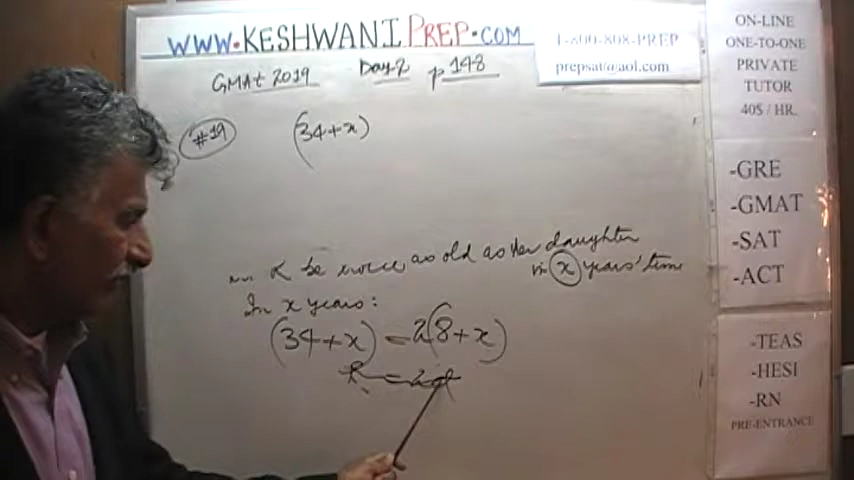 WWW.KESHWANIPREP.COM
1-800-808-PREP
prepsat@aol.com
GMAT 2019 Day 2 p 148
#19
(34+x)
be twice as old as her daughter
in x years' time
In x years:
(34+x) = 2(8+x)
ON-LINE
ONE-TO-ONE
PRIVATE
TUTOR
40$ / HR.
-GRE
-GMAT
-SAT
-ACT
-TEAS
-HESI
-RN
PRE-ENTRANCE